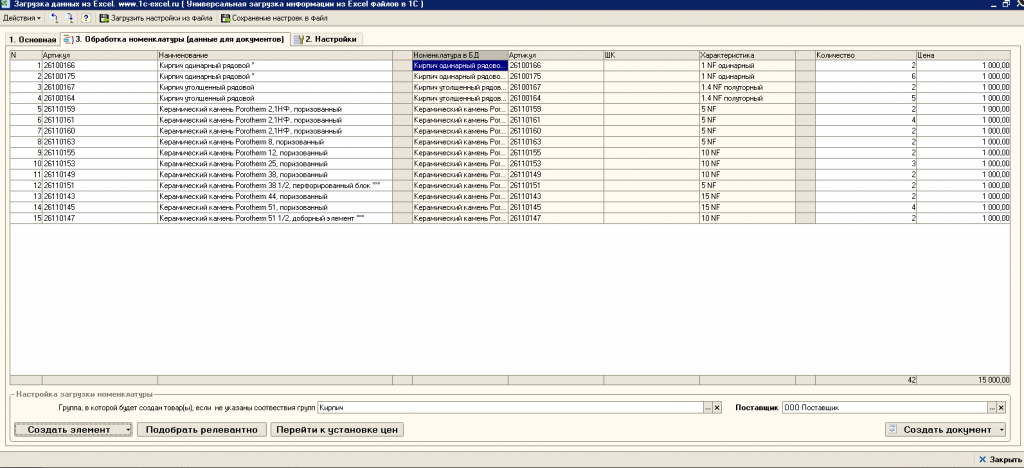 Загрузка данных из Excel. www.1c-excel.ru ( Универсальная загрузка информации из Excel файлов в 1С )
Действия Загрузить настройки из файла Сохранение настроек в файл
1. Основная 3. Обработка номенклатуры (данные для документов) 2. Настройки
N Артикул Наименование Номенклатура в БД Артикул ШК Характеристика Количество Цена
1 26100166 Кирпич одинарный рядовой * Кирпич одинарный рядово... 26100166 1 NF одинарный 2 1 000,00
2 26100175 Кирпич одинарный рядовой * Кирпич одинарный рядово... 26100175 1 NF одинарный 6 1 000,00
3 26100167 Кирпич утолщенный рядовой Кирпич утолщенный рядов... 26100167 1.4 NF полуторный 2 1 000,00
4 26100164 Кирпич утолщенный рядовой Кирпич утолщенный рядов... 26100164 1.4 NF полуторный 5 1 000,00
5 26110159 Керамический камень Porotherm 2,1НФ, поризованный Керамический камень Por... 26110159 5 NF 2 1 000,00
6 26110161 Керамический камень Porotherm 2,1НФ, поризованный Керамический камень Por... 26110161 5 NF 4 1 000,00
7 26110160 Керамический камень Porotherm 2,1НФ, поризованный Керамический камень Por... 26110160 5 NF 2 1 000,00
8 26110163 Керамический камень Porotherm 8, поризованный Керамический камень Por... 26110163 5 NF 2 1 000,00
9 26110155 Керамический камень Porotherm 12, поризованный Керамический камень Por... 26110155 10 NF 2 1 000,00
10 26110153 Керамический камень Porotherm 25, поризованный Керамический камень Por... 26110153 10 NF 3 1 000,00
11 26110149 Керамический камень Porotherm 38, поризованный Керамический камень Por... 26110149 10 NF 2 1 000,00
12 26110151 Керамический камень Porotherm 38 1/2, перфорированный блок *** Керамический камень Por... 26110151 5 NF 2 1 000,00
13 26110143 Керамический камень Porotherm 44, поризованный Керамический камень Por... 26110143 15 NF 2 1 000,00
14 26110145 Керамический камень Porotherm 51, поризованный Керамический камень Por... 26110145 15 NF 4 1 000,00
15 26110147 Керамический камень Porotherm 51 1/2, доборный элемент *** Керамический камень Por... 26110147 10 NF 2 1 000,00
42 15 000,00
Настройка загрузки номенклатуры
Группа, в которой будет создан товар(ы), если не указаны соотвествия групп Кирпич ... Поставщик ООО Поставщик ...
Создать элемент Подобрать релевантно Перейти к установке цен Создать документ
Закрыть